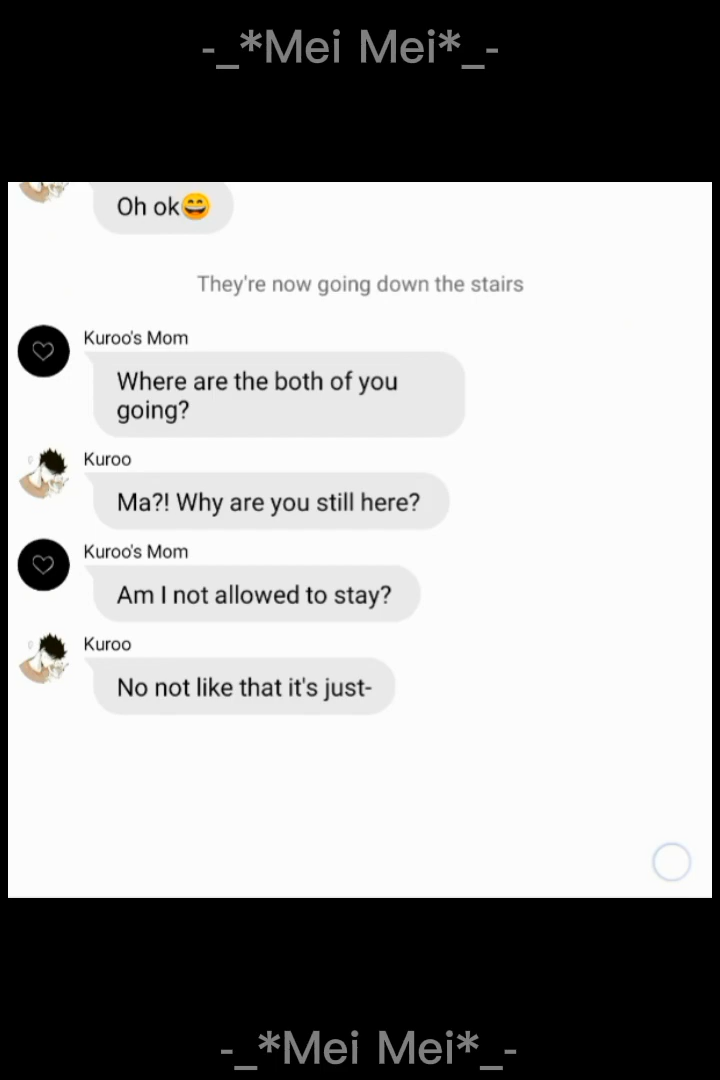 -_*Mei Mei*_-
Oh ok😄
They're now going down the stairs
Kuroo's Mom
Where are the both of you
going?
Kuroo
Ma?! Why are you still here?
Kuroo's Mom
Am I not allowed to stay?
Kuroo
No not like that it's just-
-_*Mei Mei*_-